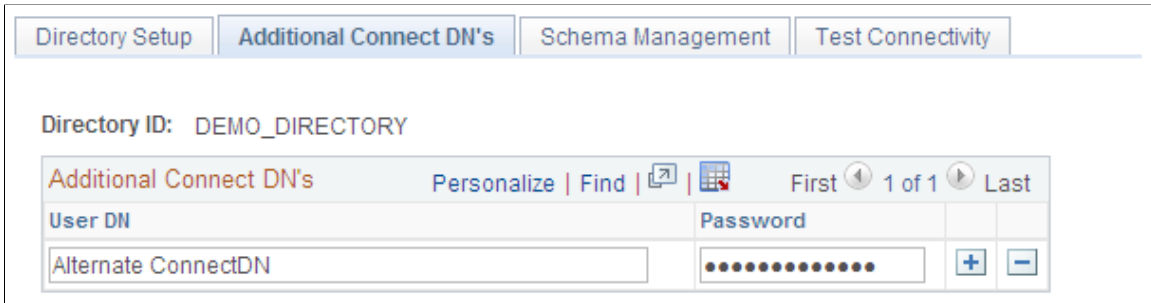 Directory Setup Additional Connect DN's Schema Management Test Connectivity
Directory ID: DEMO_DIRECTORY
Additional Connect DN's Personalize | Find | | First 1 of 1 Last
User DN Password
Alternate ConnectDN •••••••••••••